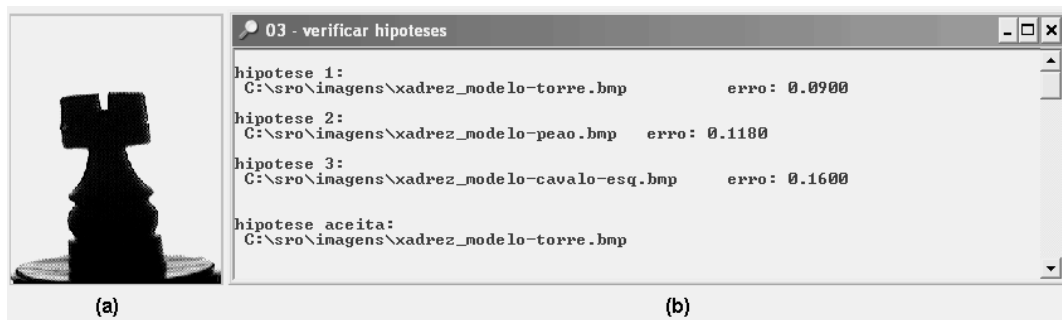 03 - verificar hipoteses
hipotese 1:
C:\sro\imagens\xadrez_modelo-torre.bmp erro: 0.0900
hipotese 2:
C:\sro\imagens\xadrez_modelo-peao.bmp erro: 0.1180
hipotese 3:
C:\sro\imagens\xadrez_modelo-cavalo-esq.bmp erro: 0.1600
hipotese aceita:
C:\sro\imagens\xadrez_modelo-torre.bmp
(a) (b)